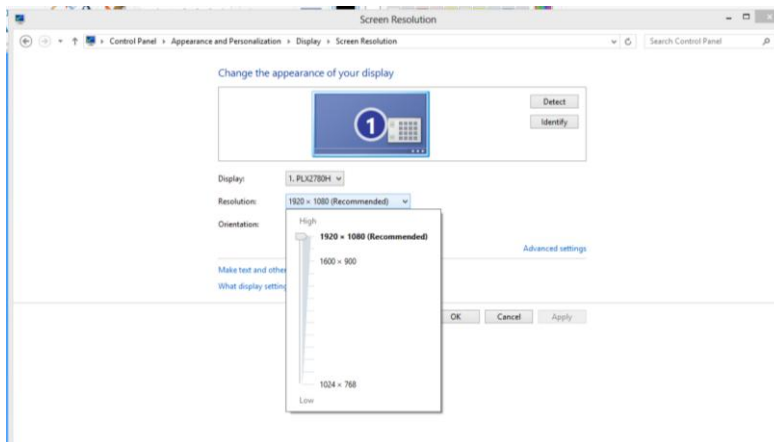 Screen Resolution
Control Panel › Appearance and Personalization › Display › Screen Resolution
Search Control Panel
Change the appearance of your display
1
Detect
Identify
Display: 1. PLX2780H
Resolution: 1920 × 1080 (Recommended)
Orientation:
High
1920 × 1080 (Recommended)
1600 × 900
1024 × 768
Low
Advanced settings
Make text and other
What display setting
OK Cancel Apply